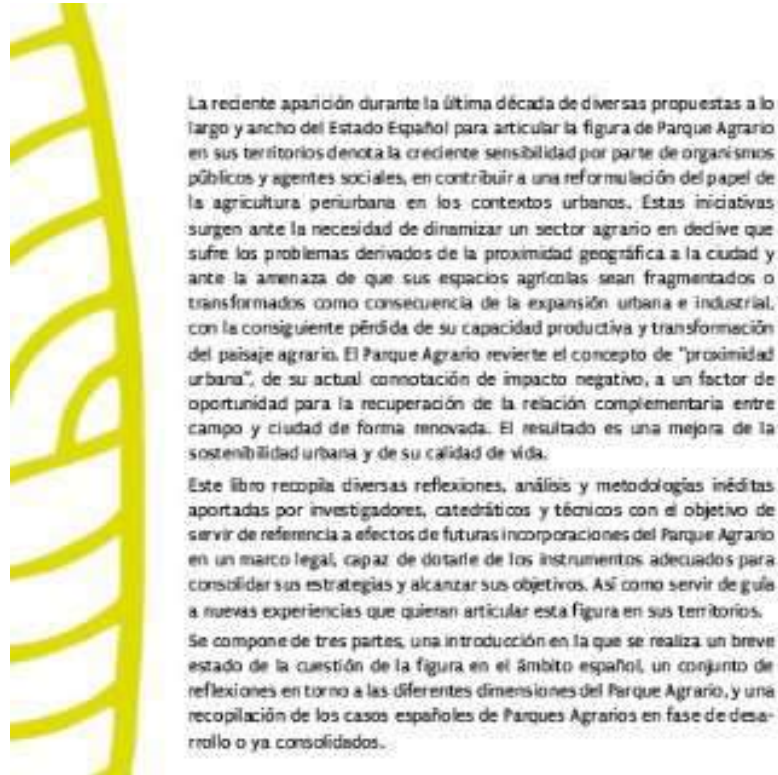 La reciente aparición durante la última década de diversas propuestas a lo
largo y ancho del Estado Español para articular la figura de Parque Agrario
en sus territorios denota la creciente sensibilidad por parte de organismos
públicos y agentes sociales, en contribuir a una reformulación del papel de
la agricultura periurbana en los contextos urbanos. Estas iniciativas
surgen ante la necesidad de dinamizar un sector agrario en declive que
sufre los problemas derivados de la proximidad geográfica a la ciudad y
ante la amenaza de que sus espacios agrícolas sean fragmentados o
transformados como consecuencia de la expansión urbana e industrial,
con la consiguiente pérdida de su capacidad productiva y transformación
del paisaje agrario. El Parque Agrario revierte el concepto de "proximidad
urbana", de su actual connotación de impacto negativo, a un factor de
oportunidad para la recuperación de la relación complementaria entre
campo y ciudad de forma renovada. El resultado es una mejora de la
sostenibilidad urbana y de su calidad de vida.
Este libro recopila diversas reflexiones, análisis y metodologías inéditas
aportadas por investigadores, catedráticos y técnicos con el objetivo de
servir de referencia a efectos de futuras incorporaciones del Parque Agrario
en un marco legal, capaz de dotarle de los instrumentos adecuados para
consolidar sus estrategias y alcanzar sus objetivos. Así como servir de guía
a nuevas experiencias que quieran articular esta figura en sus territorios.
Se compone de tres partes, una introducción en la que se realiza un breve
estado de la cuestión de la figura en el ámbito español, un conjunto de
reflexiones en torno a las diferentes dimensiones del Parque Agrario, y una
recopilación de los casos españoles de Parques Agrarios en fase de desa-
rrollo o ya consolidados.